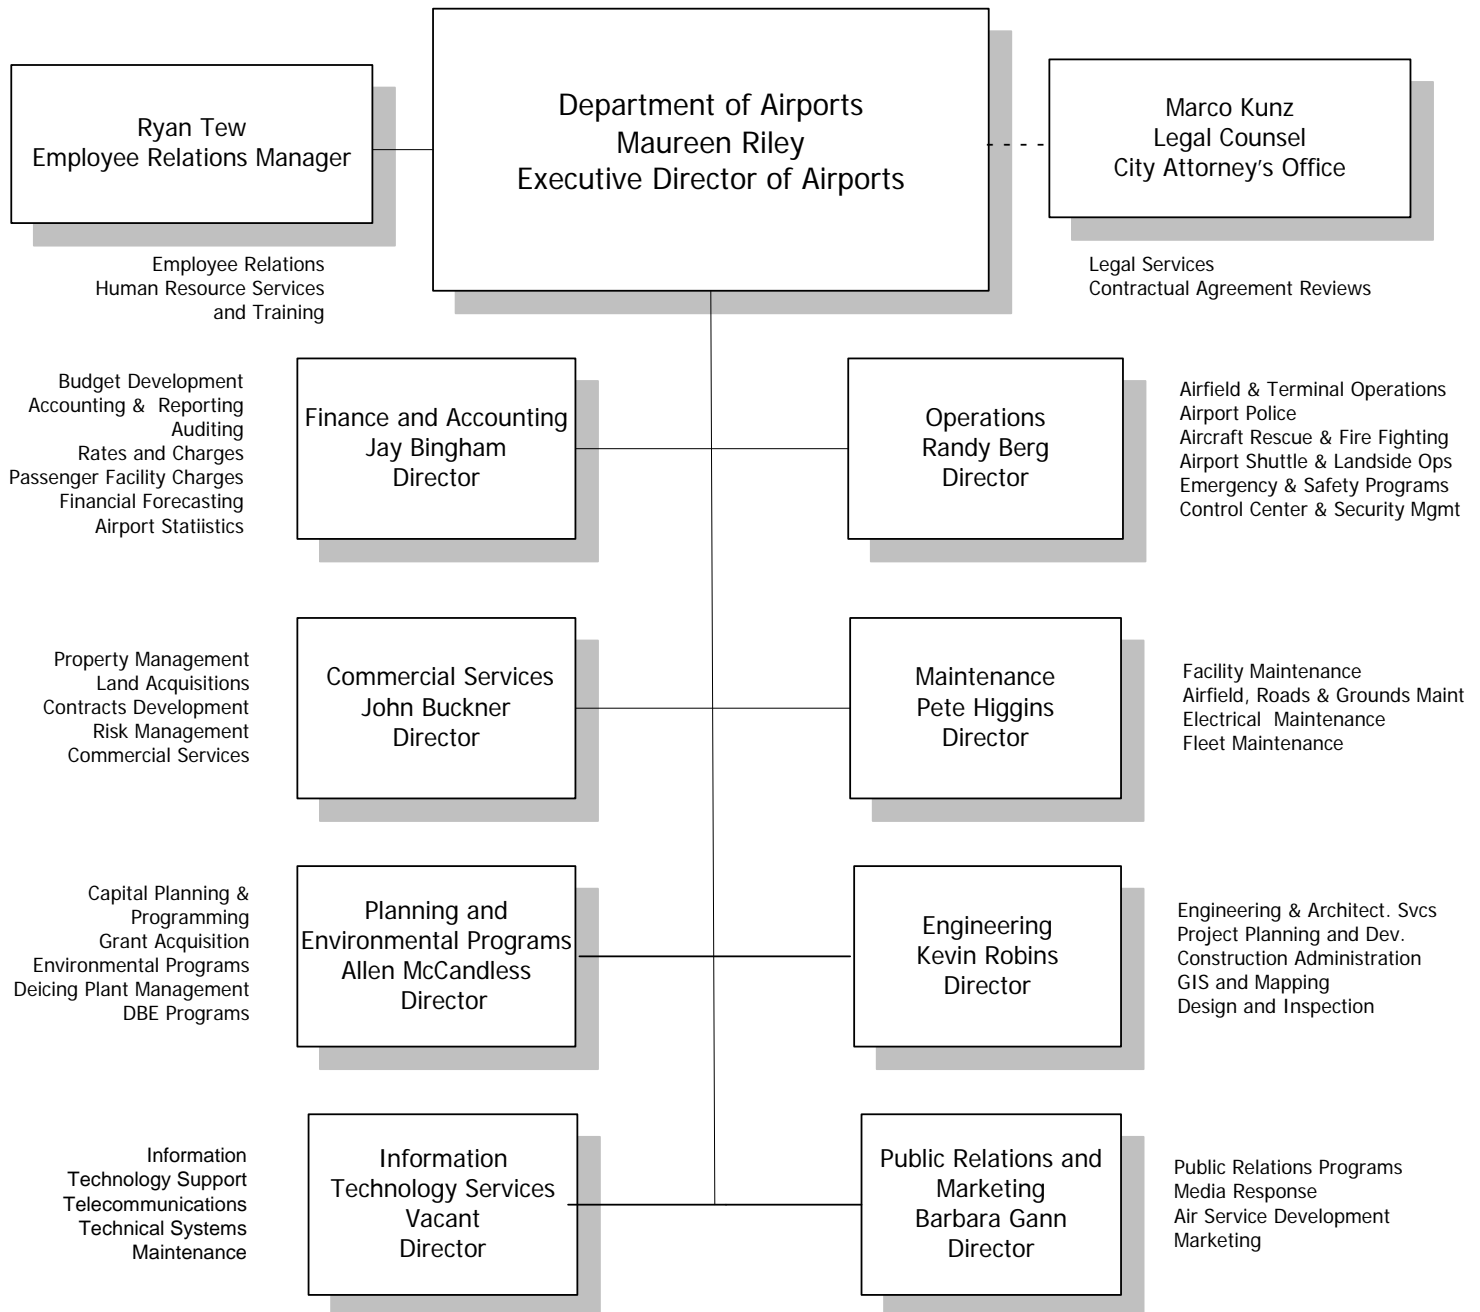 Department of Airports
Maureen Riley
Executive Director of Airports
Ryan Tew
Employee Relations Manager
Marco Kunz
Legal Counsel
City Attorney's Office
Employee Relations
Human Resource Services
and Training
Legal Services
Contractual Agreement Reviews
Budget Development
Accounting &  Reporting
Auditing
Rates and Charges
Passenger Facility Charges
Financial Forecasting
Airport Statiistics
Finance and Accounting
Jay Bingham
Director
Operations
Randy Berg
Director
Airfield & Terminal Operations
Airport Police
Aircraft Rescue & Fire Fighting
Airport Shuttle & Landside Ops
Emergency & Safety Programs
Control Center & Security Mgmt
Property Management
Land Acquisitions
Contracts Development
Risk Management
Commercial Services
Commercial Services
John Buckner
Director
Maintenance
Pete Higgins
Director
Facility Maintenance
Airfield, Roads & Grounds Maint
Electrical  Maintenance
Fleet Maintenance
Capital Planning &
Programming
Grant Acquisition
Environmental Programs
Deicing Plant Management
DBE Programs
Planning and
Environmental Programs
Allen McCandless
Director
Engineering
Kevin Robins
Director
Engineering & Architect. Svcs
Project Planning and Dev.
Construction Administration
GIS and Mapping
Design and Inspection
Information
Technology Support
Telecommunications
Technical Systems
Maintenance
Information
Technology Services
Vacant
Director
Public Relations and
Marketing
Barbara Gann
Director
Public Relations Programs
Media Response
Air Service Development
Marketing